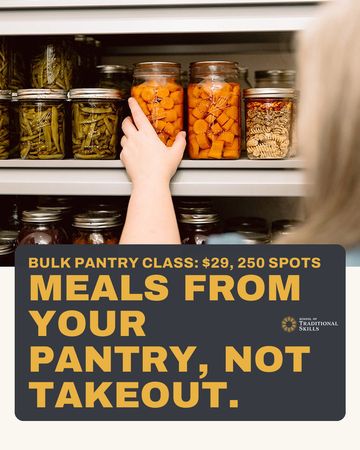 BULK PANTRY CLASS: $29, 250 SPOTS
MEALS FROM
YOUR
PANTRY, NOT
TAKEOUT.
SCHOOL OF
TRADITIONAL
SKILLS